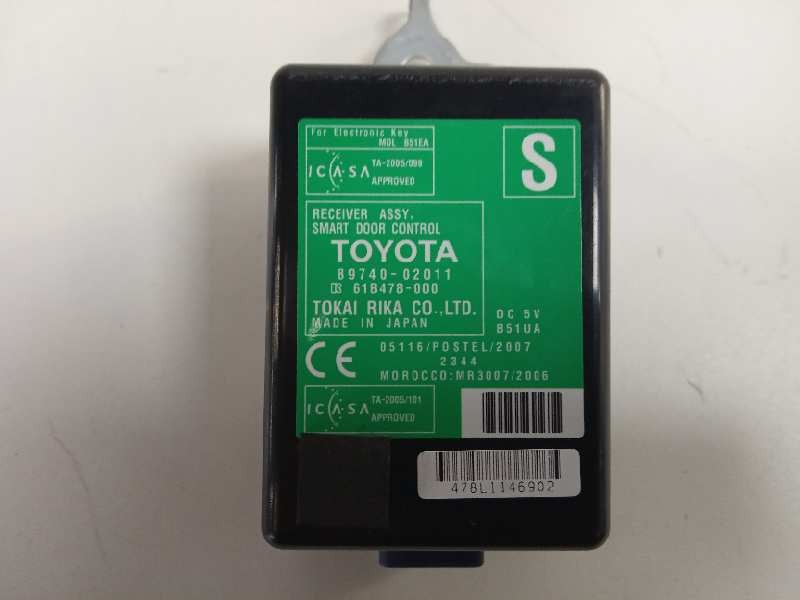 For Electronic Key
MDL B51EA
S
ICASA TA-2005/099
APPROVED
RECEIVER ASSY,
SMART DOOR CONTROL
TOYOTA
89740-02011
61B478-000
TOKAI RIKA CO.,LTD.
MADE IN JAPAN
DC 5V
B51UA
CE
05116/POSTEL/2007
2344
MOROCCO:MR3007/2006
ICASA TA-2005/101
APPROVED
478L1146902